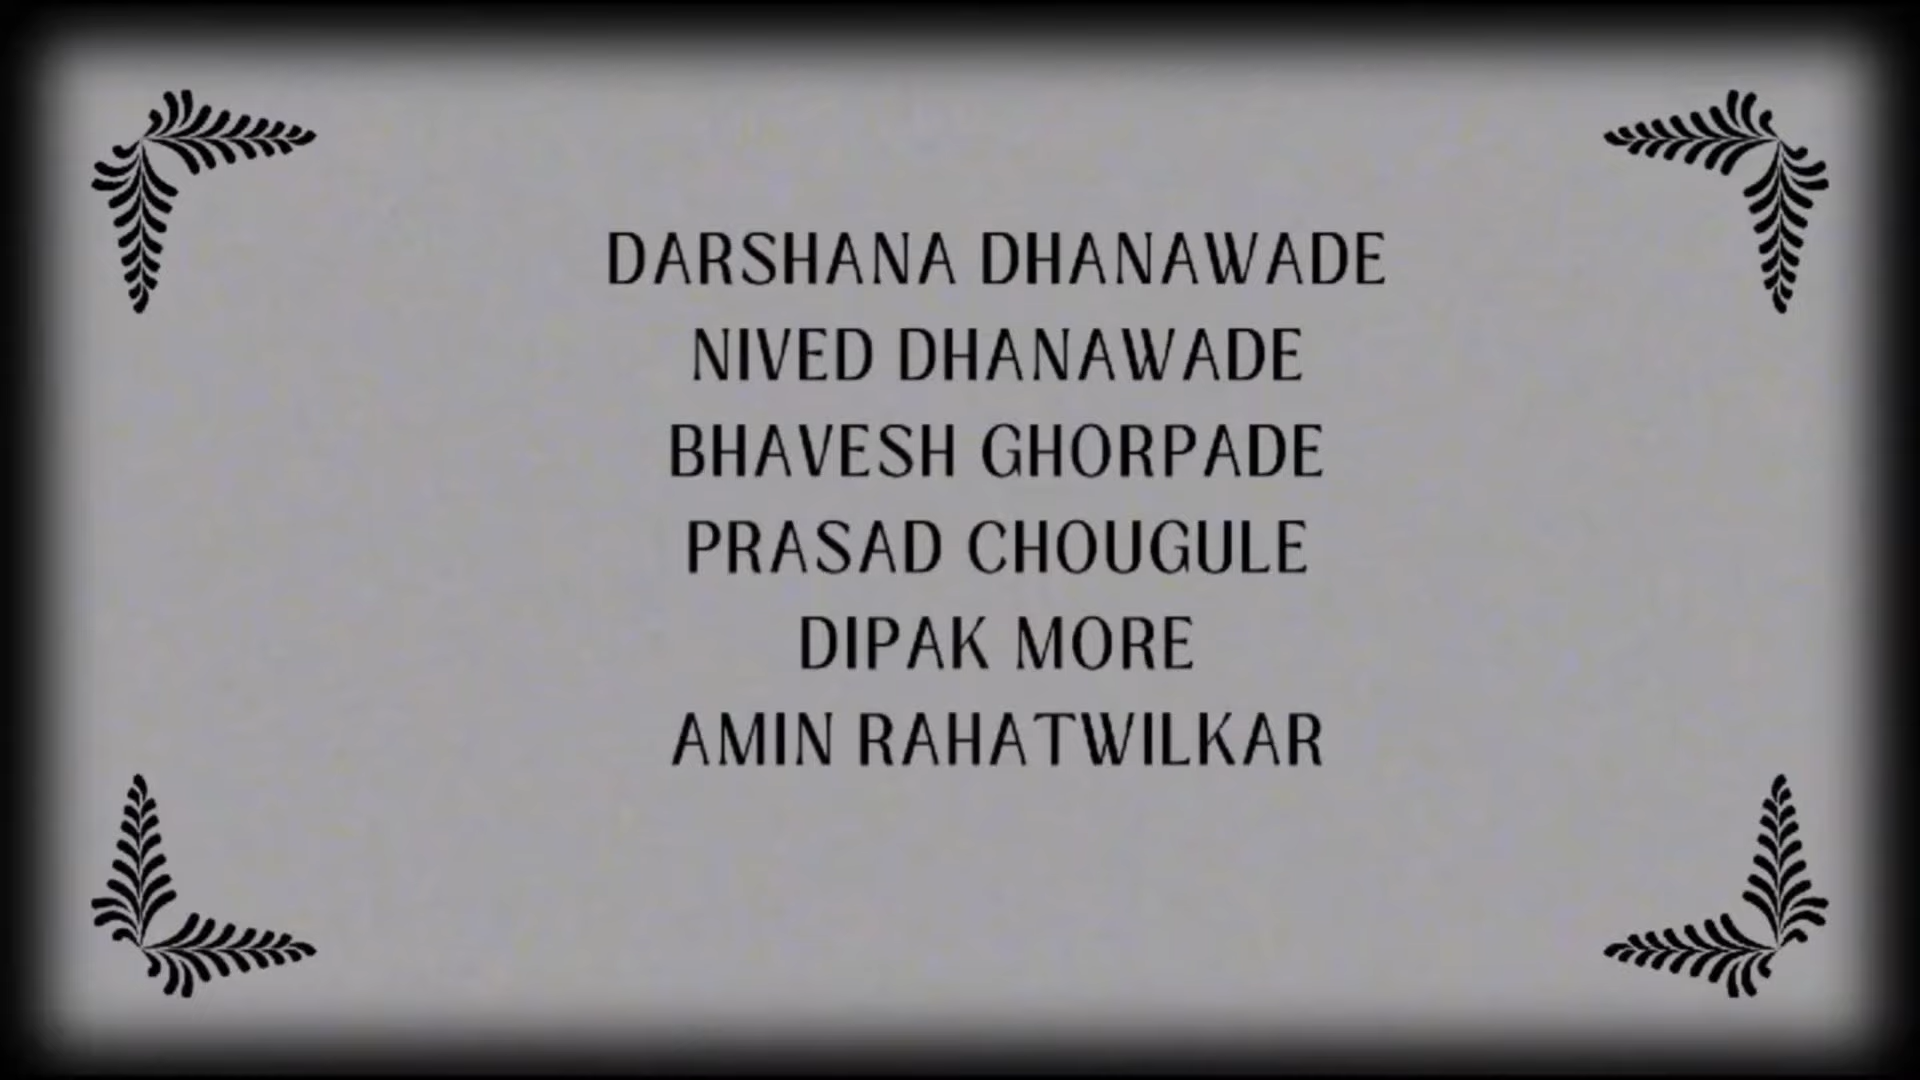 DARSHANA DHANAWADE
NIVED DHANAWADE
BHAVESH GHORPADE
PRASAD CHOUGULE
DIPAK MORE
AMIN RAHATWILKAR